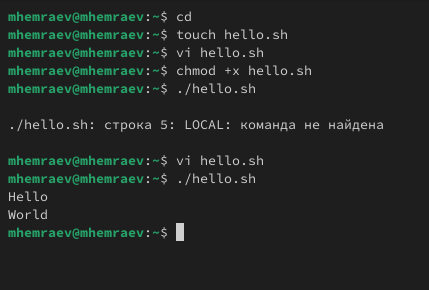 mhemraev@mhemraev:~$ cd
mhemraev@mhemraev:~$ touch hello.sh
mhemraev@mhemraev:~$ vi hello.sh
mhemraev@mhemraev:~$ chmod +x hello.sh
mhemraev@mhemraev:~$ ./hello.sh
./hello.sh: строка 5: LOCAL: команда не найдена
mhemraev@mhemraev:~$ vi hello.sh
mhemraev@mhemraev:~$ ./hello.sh
Hello
World
mhemraev@mhemraev:~$